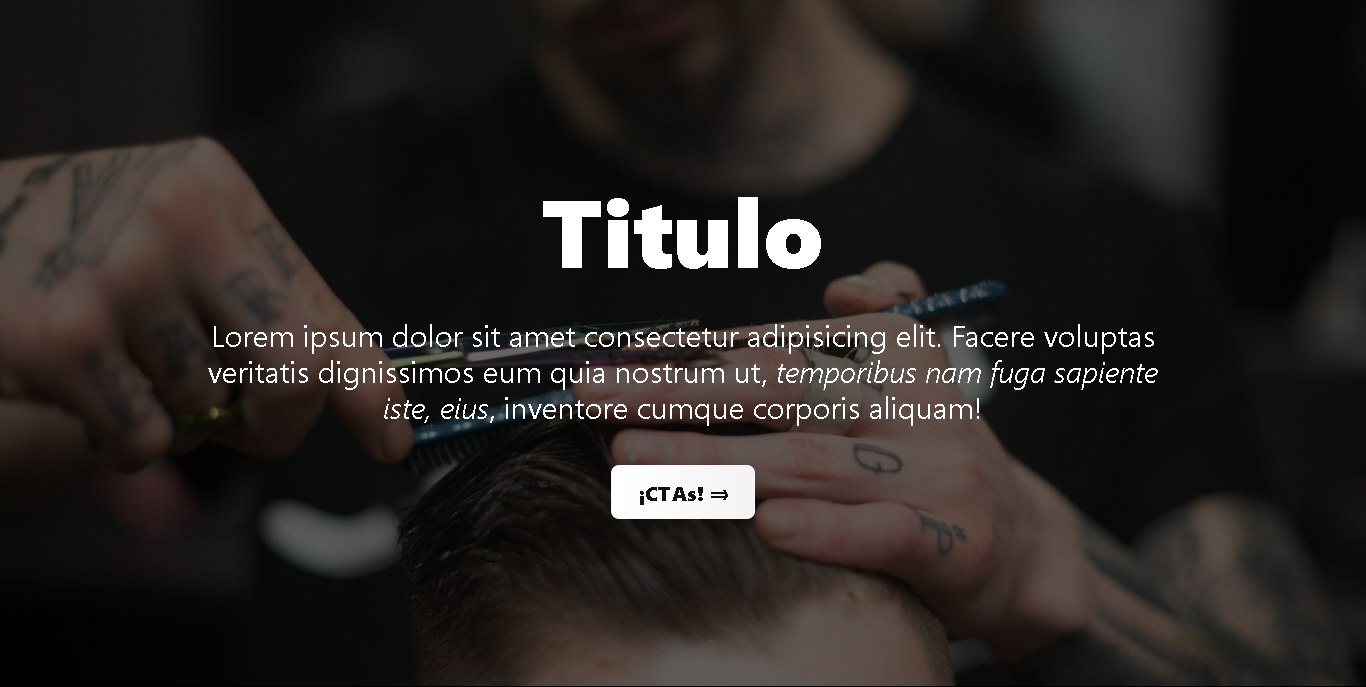 Titulo
Lorem ipsum dolor sit amet consectetur adipisicing elit. Facere voluptas
veritatis dignissimos eum quia nostrum ut, temporibus nam fuga sapiente
iste, eius, inventore cumque corporis aliquam!
¡CTAs! ⇒